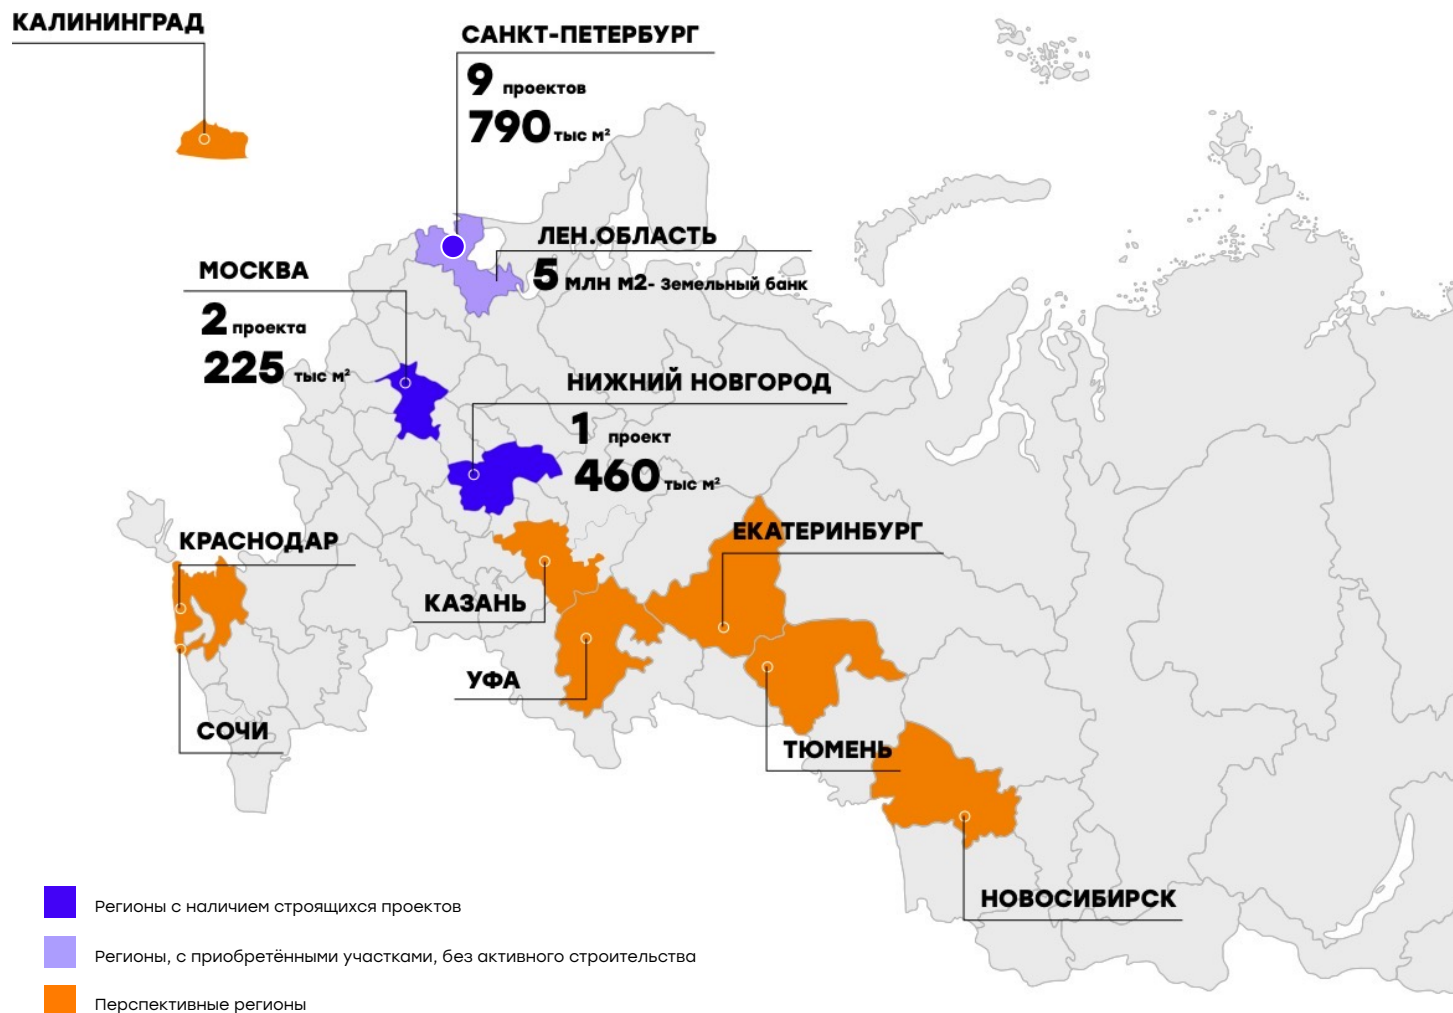 КАЛИНИНГРАД
САНКТ-ПЕТЕРБУРГ
9 проектов
790 тыс м²
ЛЕН.ОБЛАСТЬ
5 млн м2- Земельный банк
МОСКВА
2 проекта
225 тыс м²
НИЖНИЙ НОВГОРОД
1 проект
460 тыс м²
ЕКАТЕРИНБУРГ
КРАСНОДАР
КАЗАНЬ
УФА
СОЧИ
ТЮМЕНЬ
НОВОСИБИРСК
Регионы с наличием строящихся проектов
Регионы, с приобретёнными участками, без активного строительства
Перспективные регионы